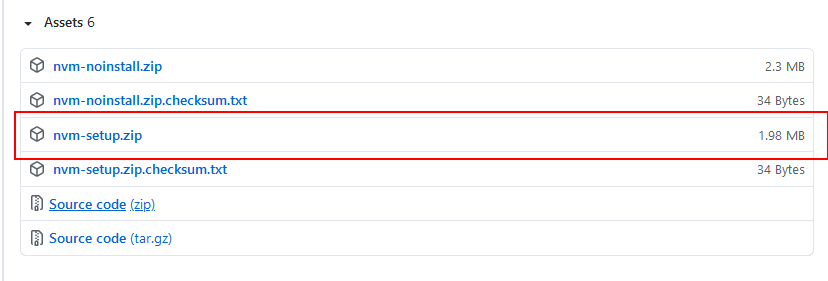 Assets 6
nvm-noinstall.zip 2.3 MB
nvm-noinstall.zip.checksum.txt 34 Bytes
nvm-setup.zip 1.98 MB
nvm-setup.zip.checksum.txt 34 Bytes
Source code (zip)
Source code (tar.gz)